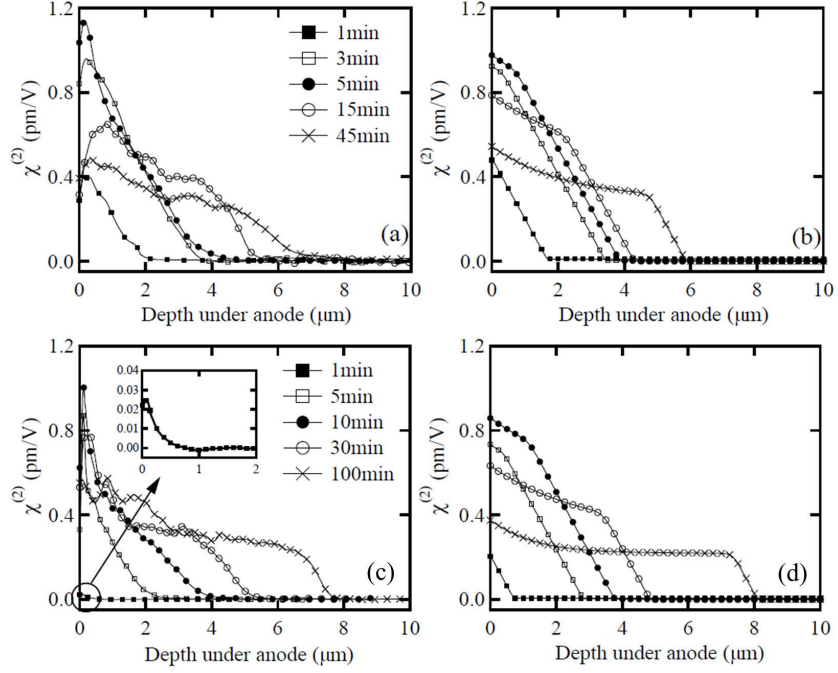 1.2
0.8
0.4
0.0
χ(2) (pm/V)
1min
3min
5min
15min
45min
(a)
0 2 4 6 8 10
Depth under anode (μm)
1.2
0.8
0.4
0.0
χ(2) (pm/V)
(b)
0 2 4 6 8 10
Depth under anode (μm)
1.2
0.8
0.4
0.0
χ(2) (pm/V)
0.04
0.03
0.02
0.01
0.00
0 1 2
1min
5min
10min
30min
100min
(c)
0 2 4 6 8 10
Depth under anode (μm)
1.2
0.8
0.4
0.0
χ(2) (pm/V)
(d)
0 2 4 6 8 10
Depth under anode (μm)